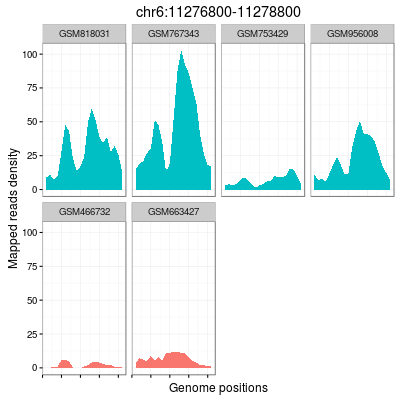 chr6:11276800-11278800
GSM818031 GSM767343 GSM753429 GSM956008
100
75
50
25
0
GSM466732 GSM663427
100
75
50
25
0
Mapped reads density
Genome positions